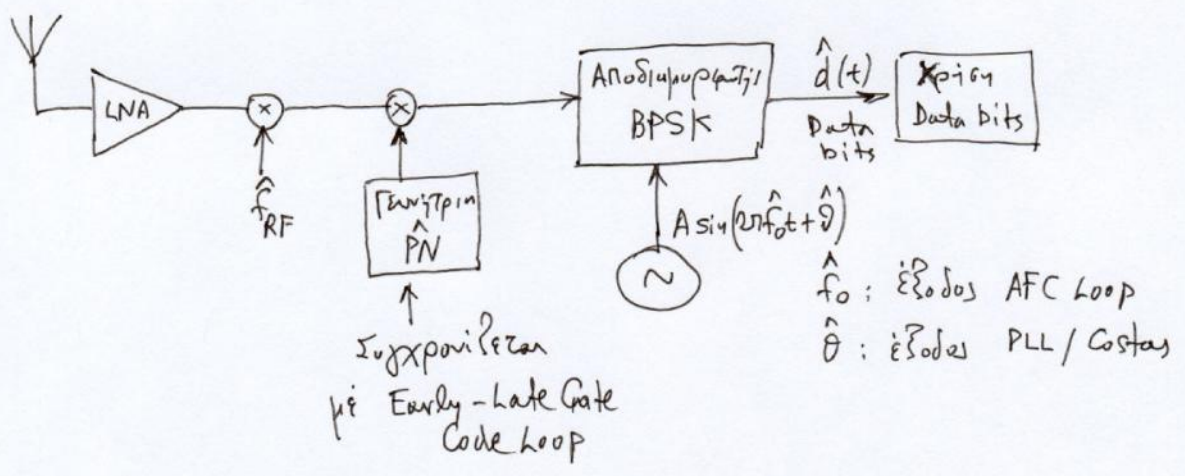 LNA
×
f̂RF
×
Γεννήτρια
P̂N
Συγχρονίζεται
με Early-Late Gate
Code Loop
Αποδιαμορφωτής
BPSK
A sin(2πf̂₀t+θ̂)
~
d̂(t)
Data
bits
Χρήση
Data bits
f̂₀ : έξοδος AFC Loop
θ̂ : έξοδος PLL/Costas